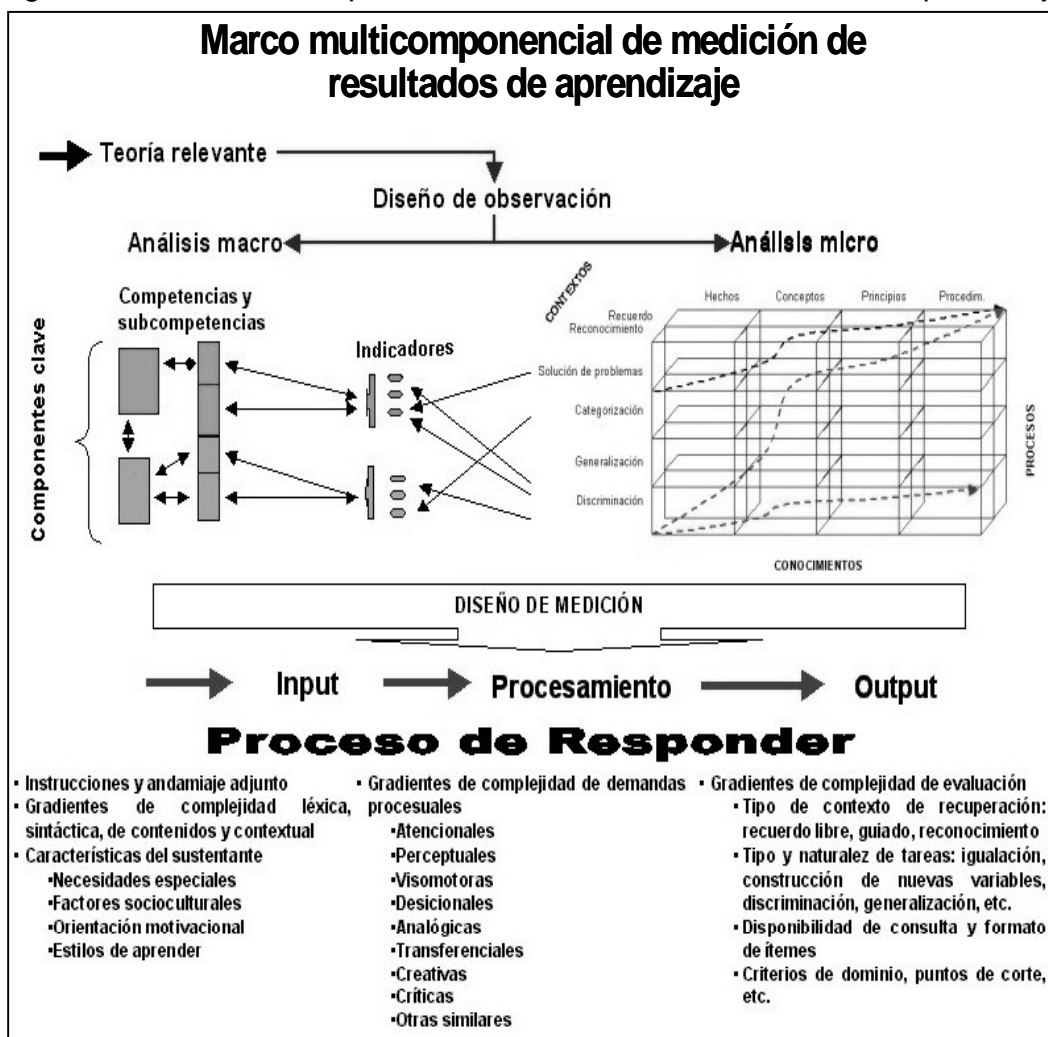 Marco multicomponencial de medición de
resultados de aprendizaje
Teoría relevante
Diseño de observación
Análisis macro
Análisis micro
Componentes clave
Competencias y
subcompetencias
Indicadores
CONTEXTOS
Hechos
Conceptos
Principios
Procedim.
Recuerdo
Reconocimiento
Solución de problemas
Categorización
Generalización
Discriminación
PROCESOS
CONOCIMIENTOS
DISEÑO DE MEDICIÓN
Input
Procesamiento
Output
Proceso de Responder
▪ Instrucciones y andamiaje adjunto
▪ Gradientes de complejidad léxica,
sintáctica, de contenidos y contextual
▪ Características del sustentante
▪Necesidades especiales
▪Factores socioculturales
▪Orientación motivacional
▪Estilos de aprender
▪ Gradientes de complejidad de demandas
procesuales
▪Atencionales
▪Perceptuales
▪Visomotoras
▪Desicionales
▪Analógicas
▪Transferenciales
▪Creativas
▪Críticas
▪Otras similares
▪ Gradientes de complejidad de evaluación
▪Tipo de contexto de recuperación:
recuerdo libre, guiado, reconocimiento
▪Tipo y naturalez de tareas: igualación,
construcción de nuevas variables,
discriminación, generalización, etc.
▪Disponibilidad de consulta y formato
de ítemes
▪Criterios de dominio, puntos de corte,
etc.